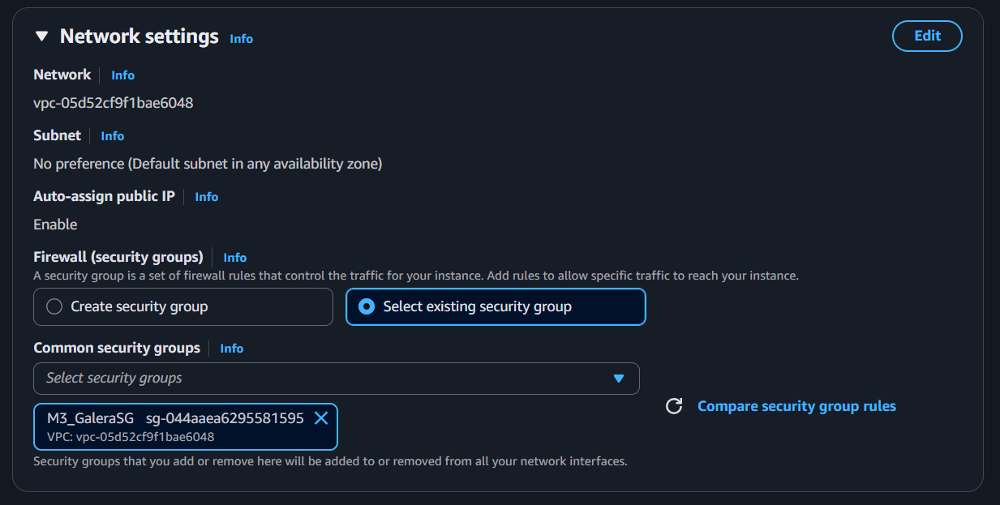 Network settings Info
Edit
Network Info
vpc-05d52cf9f1bae6048
Subnet Info
No preference (Default subnet in any availability zone)
Auto-assign public IP Info
Enable
Firewall (security groups) Info
A security group is a set of firewall rules that control the traffic for your instance. Add rules to allow specific traffic to reach your instance.
Create security group
Select existing security group
Common security groups Info
Select security groups
M3_GaleraSG sg-044aaea6295581595
VPC: vpc-05d52cf9f1bae6048
Compare security group rules
Security groups that you add or remove here will be added to or removed from all your network interfaces.